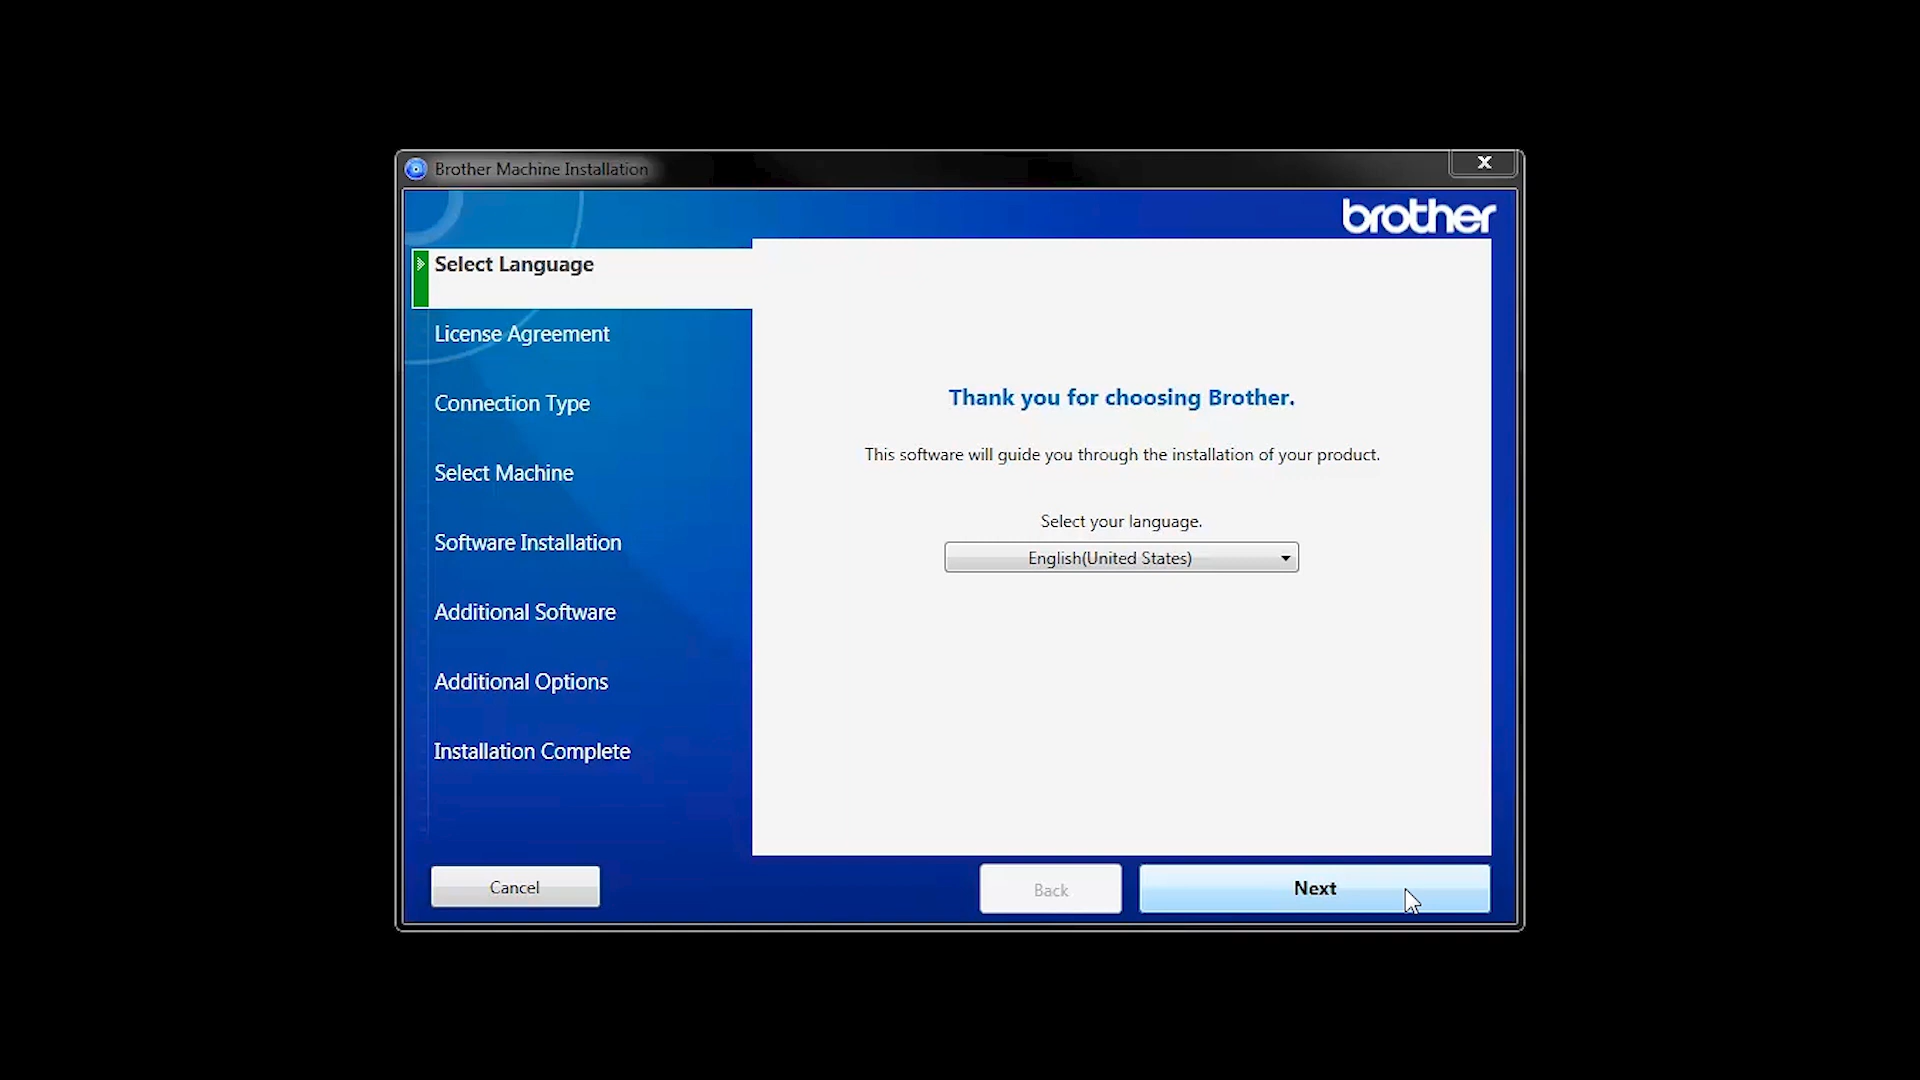 Brother Machine Installation
X
brother
Select Language
License Agreement
Connection Type
Select Machine
Software Installation
Additional Software
Additional Options
Installation Complete
Thank you for choosing Brother.
This software will guide you through the installation of your product.
Select your language.
English(United States)
Cancel
Back
Next